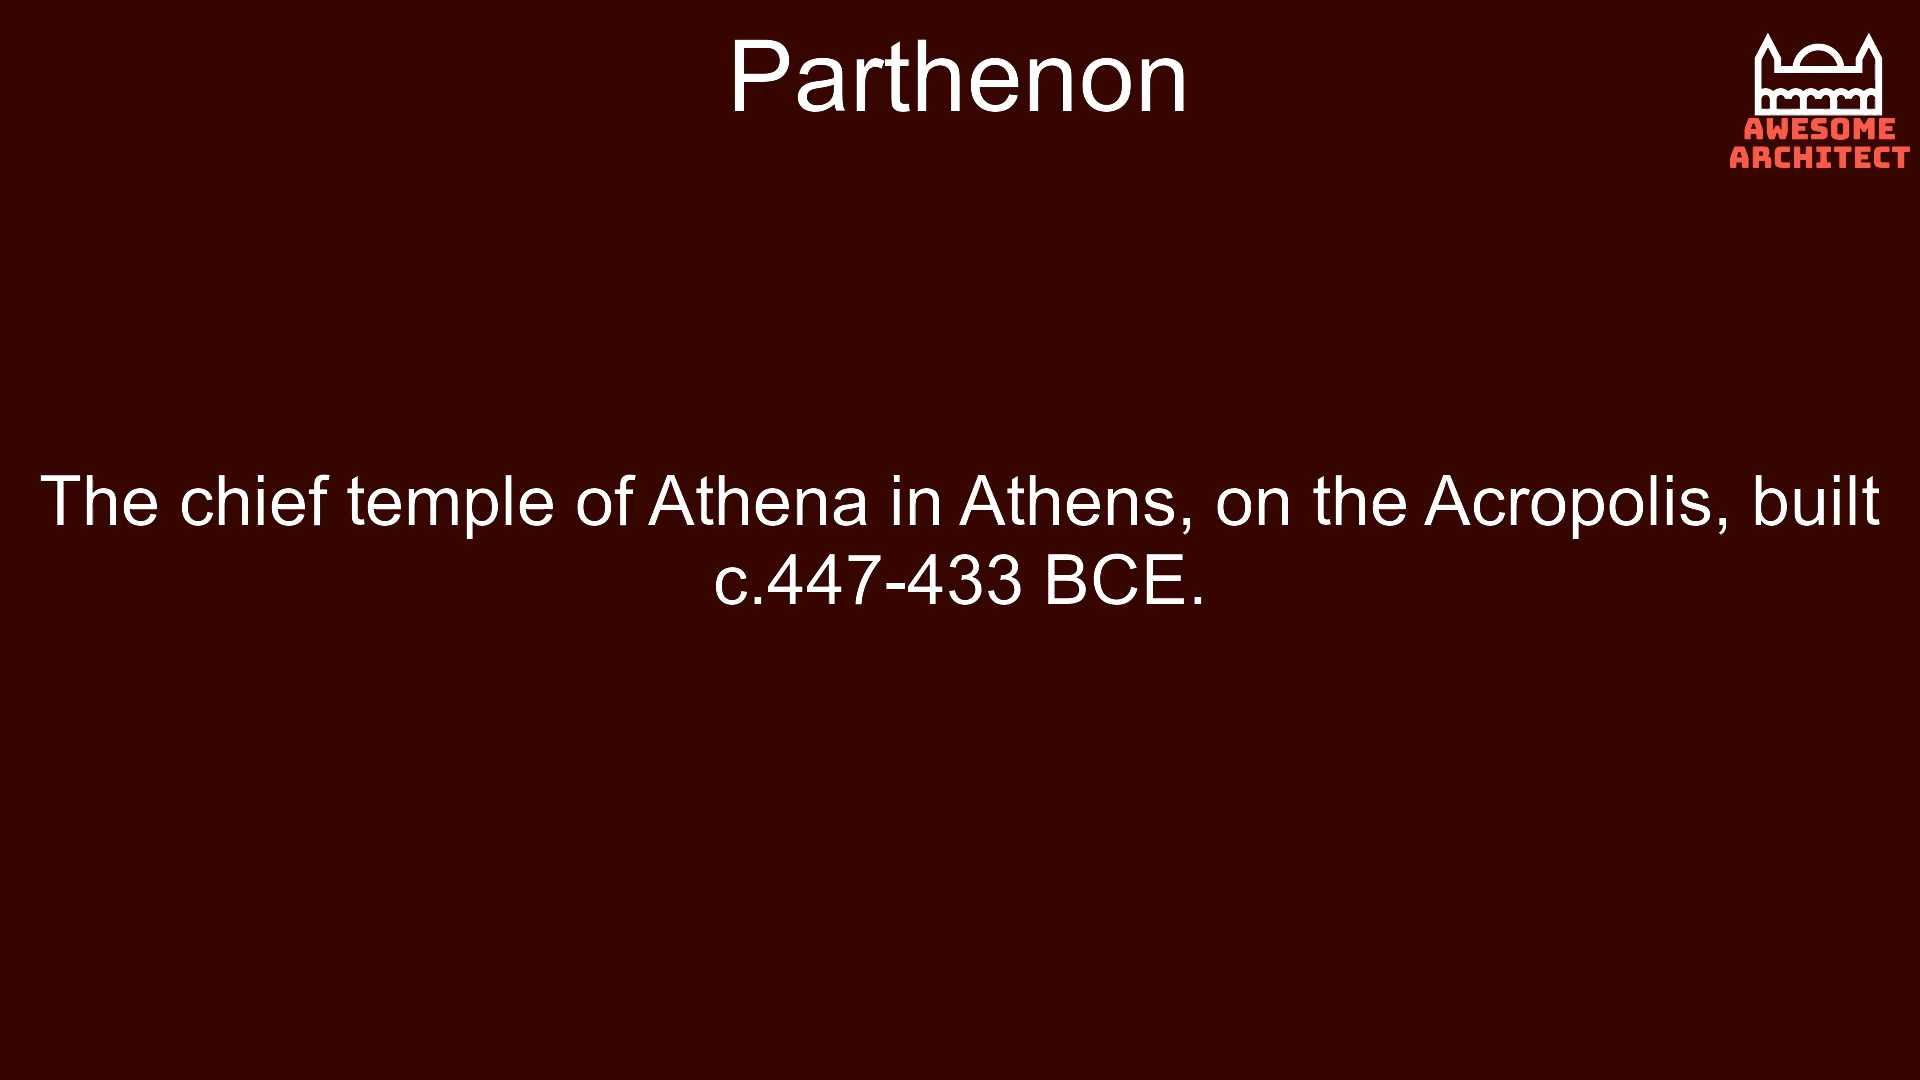 Parthenon
AWESOME
ARCHITECT
The chief temple of Athena in Athens, on the Acropolis, built
c.447-433 BCE.